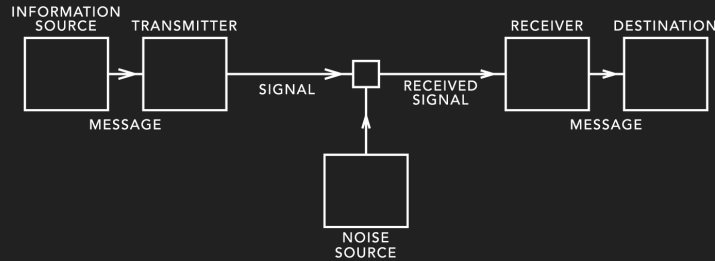 INFORMATION
SOURCE
TRANSMITTER
RECEIVER
DESTINATION
SIGNAL
RECEIVED
SIGNAL
MESSAGE
MESSAGE
NOISE
SOURCE